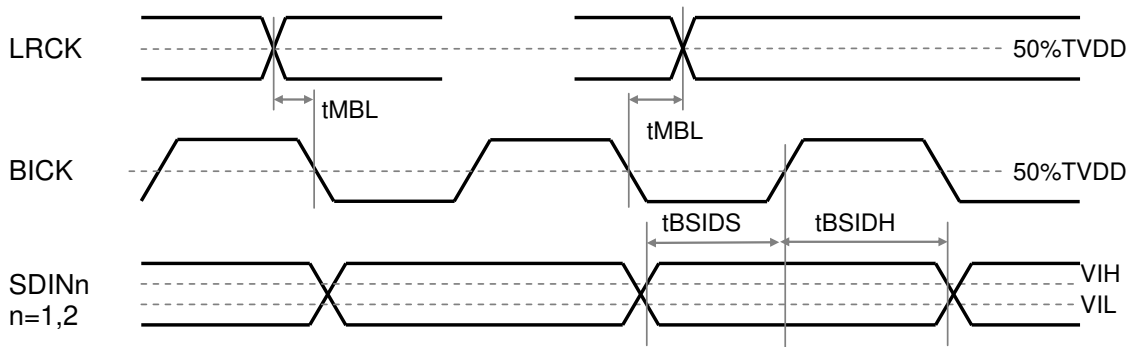 LRCK
50%TVDD
tMBL
tMBL
BICK
50%TVDD
tBSIDS
tBSIDH
SDINn
n=1,2
VIH
VIL